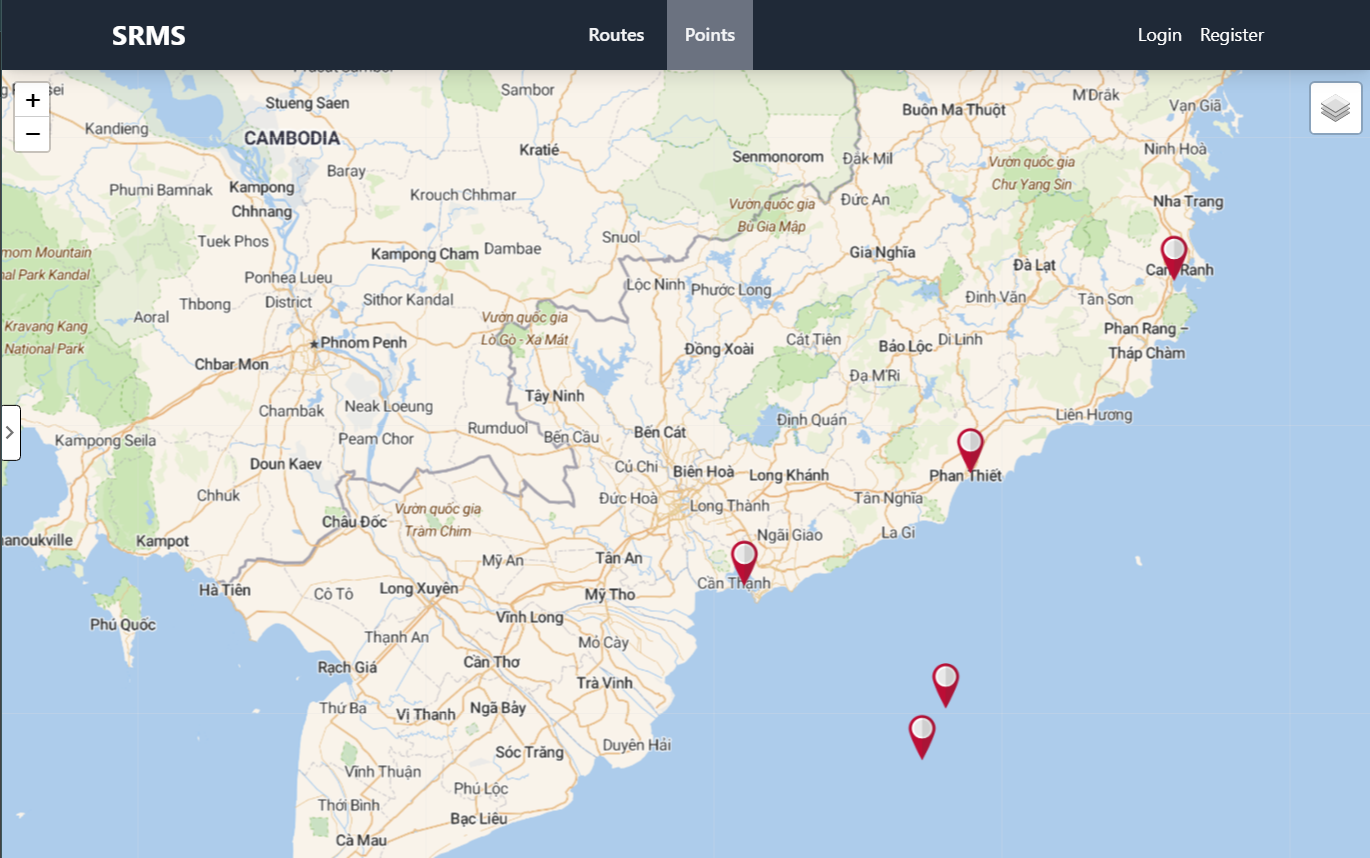 SRMS
Routes
Points
Login
Register
+
−
Stueng Saen
Sambor
Buôn Ma Thuột
M'Drăk
Vạn Giã
Kandieng
CAMBODIA
Kratié
Senmonorom
Đăk Mil
Ninh Hoà
Vườn quốc gia
Chư Yang Sin
Baray
Phumi Bamnak
Kampong
Chhnang
Krouch Chhmar
Vườn quốc gia
Bù Gia Mập
Đức An
Nha Trang
Tuek Phos
Kampong Cham
Dambae
Snuol
Gia Nghĩa
Đà Lạt
Cam Ranh
Ponhea Lueu
District
Thbong
Sithor Kandal
Lộc Ninh
Phước Long
Đinh Văn
Tân Sơn
Aoral
Vườn quốc gia
Lò Gò - Xa Mát
Phan Rang –
Tháp Chàm
Kravang Kang
National Park
Phnom Penh
Đồng Xoài
Cát Tiên
Bảo Lộc
Di Linh
Chbar Mon
Đạ M'Ri
Tây Ninh
Chambak
Neak Loeung
Định Quán
Liên Hương
Kampong Seila
Peam Chor
Rumduol
Bến Cầu
Bến Cát
Doun Kaev
Củ Chi
Biên Hoà
Long Khánh
Phan Thiết
Chhuk
Đức Hoà
Long Thành
Tân Nghĩa
Châu Đốc
Vườn quốc gia
Tràm Chim
Ngãi Giao
La Gi
Kampot
Mỹ An
Tân An
Cần Thạnh
Hà Tiên
Cô Tô
Long Xuyên
Mỹ Tho
Phú Quốc
Vĩnh Long
Thạnh An
Mỏ Cày
Rạch Giá
Cần Thơ
Trà Vinh
Thứ Ba
Vị Thanh
Ngã Bảy
Sóc Trăng
Duyên Hải
Vĩnh Thuận
Phú Lộc
Thới Bình
Bạc Liêu
Cà Mau